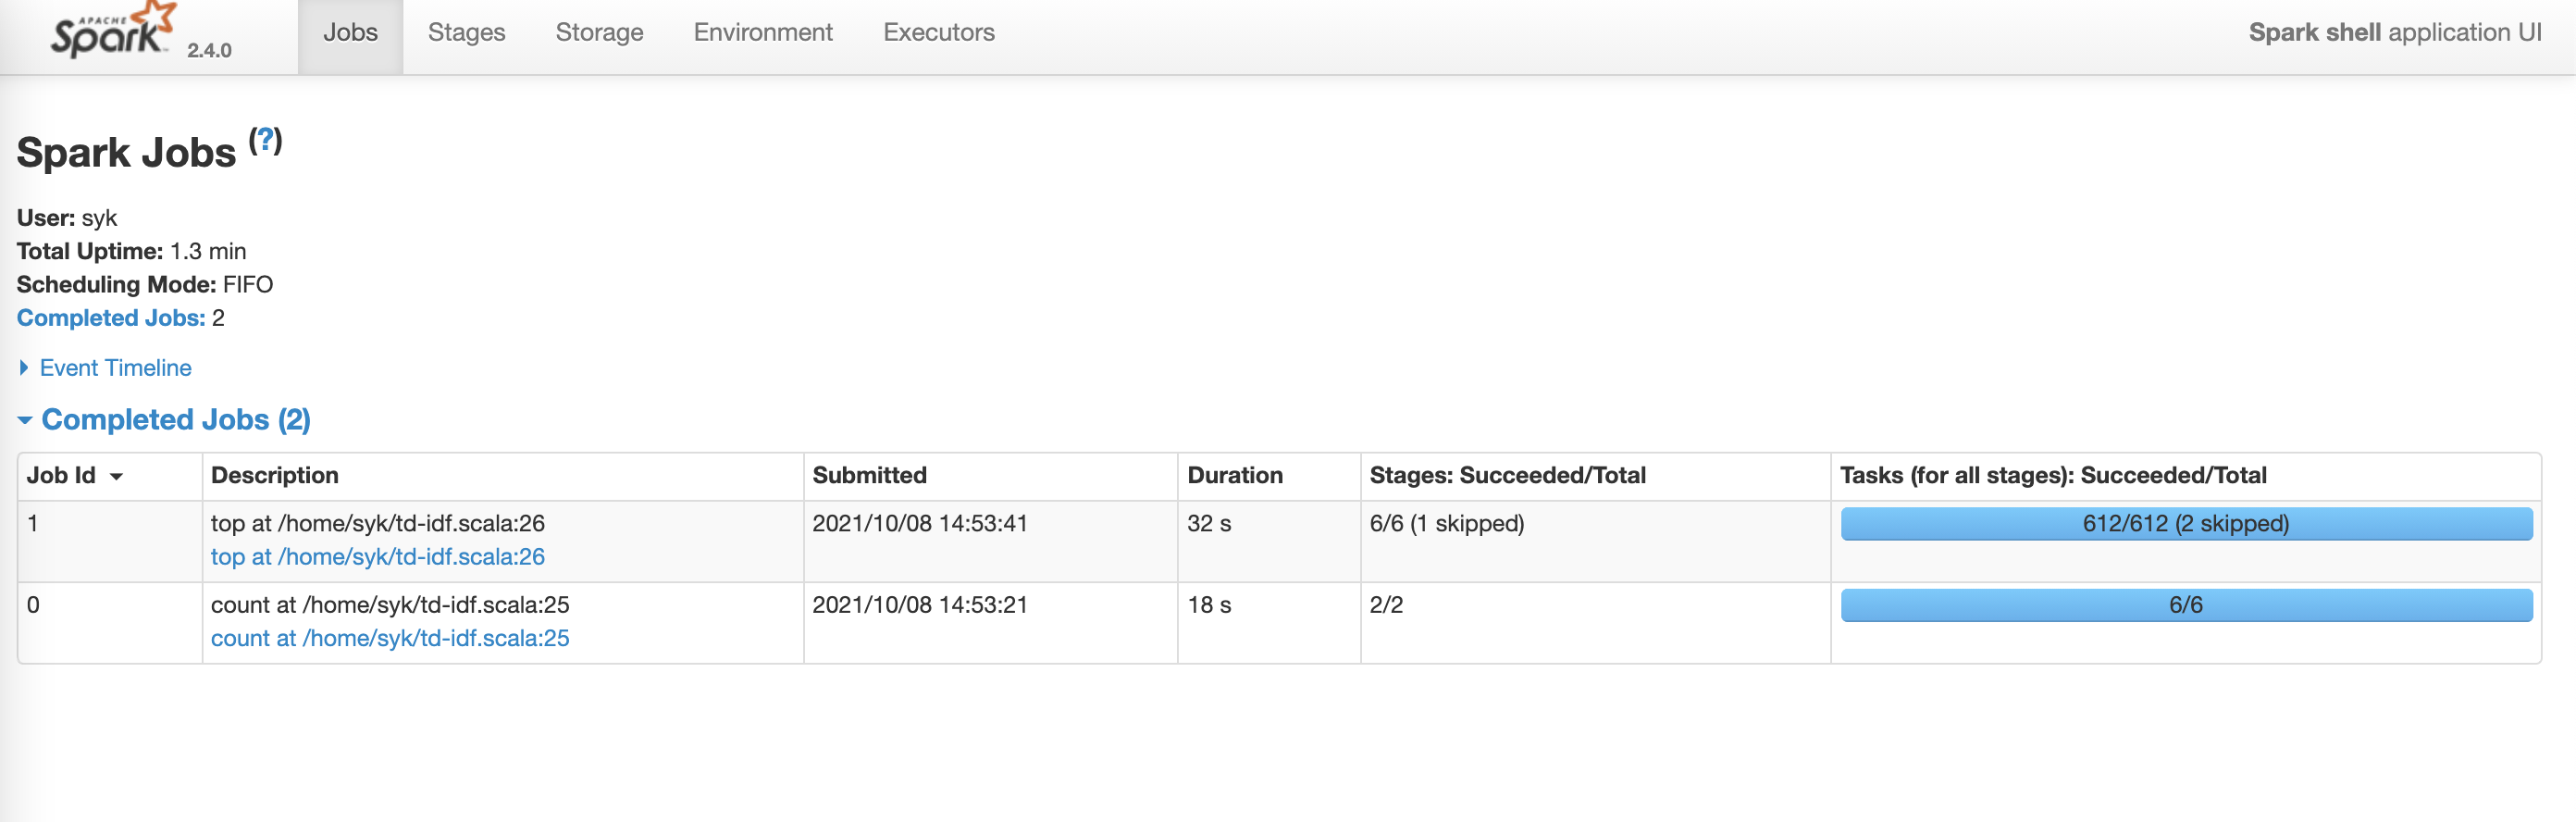 APACHE
Spark™ 2.4.0 Jobs Stages Storage Environment Executors Spark shell application UI
Spark Jobs (?)
User: syk
Total Uptime: 1.3 min
Scheduling Mode: FIFO
Completed Jobs: 2
Event Timeline
Completed Jobs (2)
Job Id Description Submitted Duration Stages: Succeeded/Total Tasks (for all stages): Succeeded/Total
1 top at /home/syk/td-idf.scala:26 2021/10/08 14:53:41 32 s 6/6 (1 skipped) 612/612 (2 skipped)
top at /home/syk/td-idf.scala:26
0 count at /home/syk/td-idf.scala:25 2021/10/08 14:53:21 18 s 2/2 6/6
count at /home/syk/td-idf.scala:25